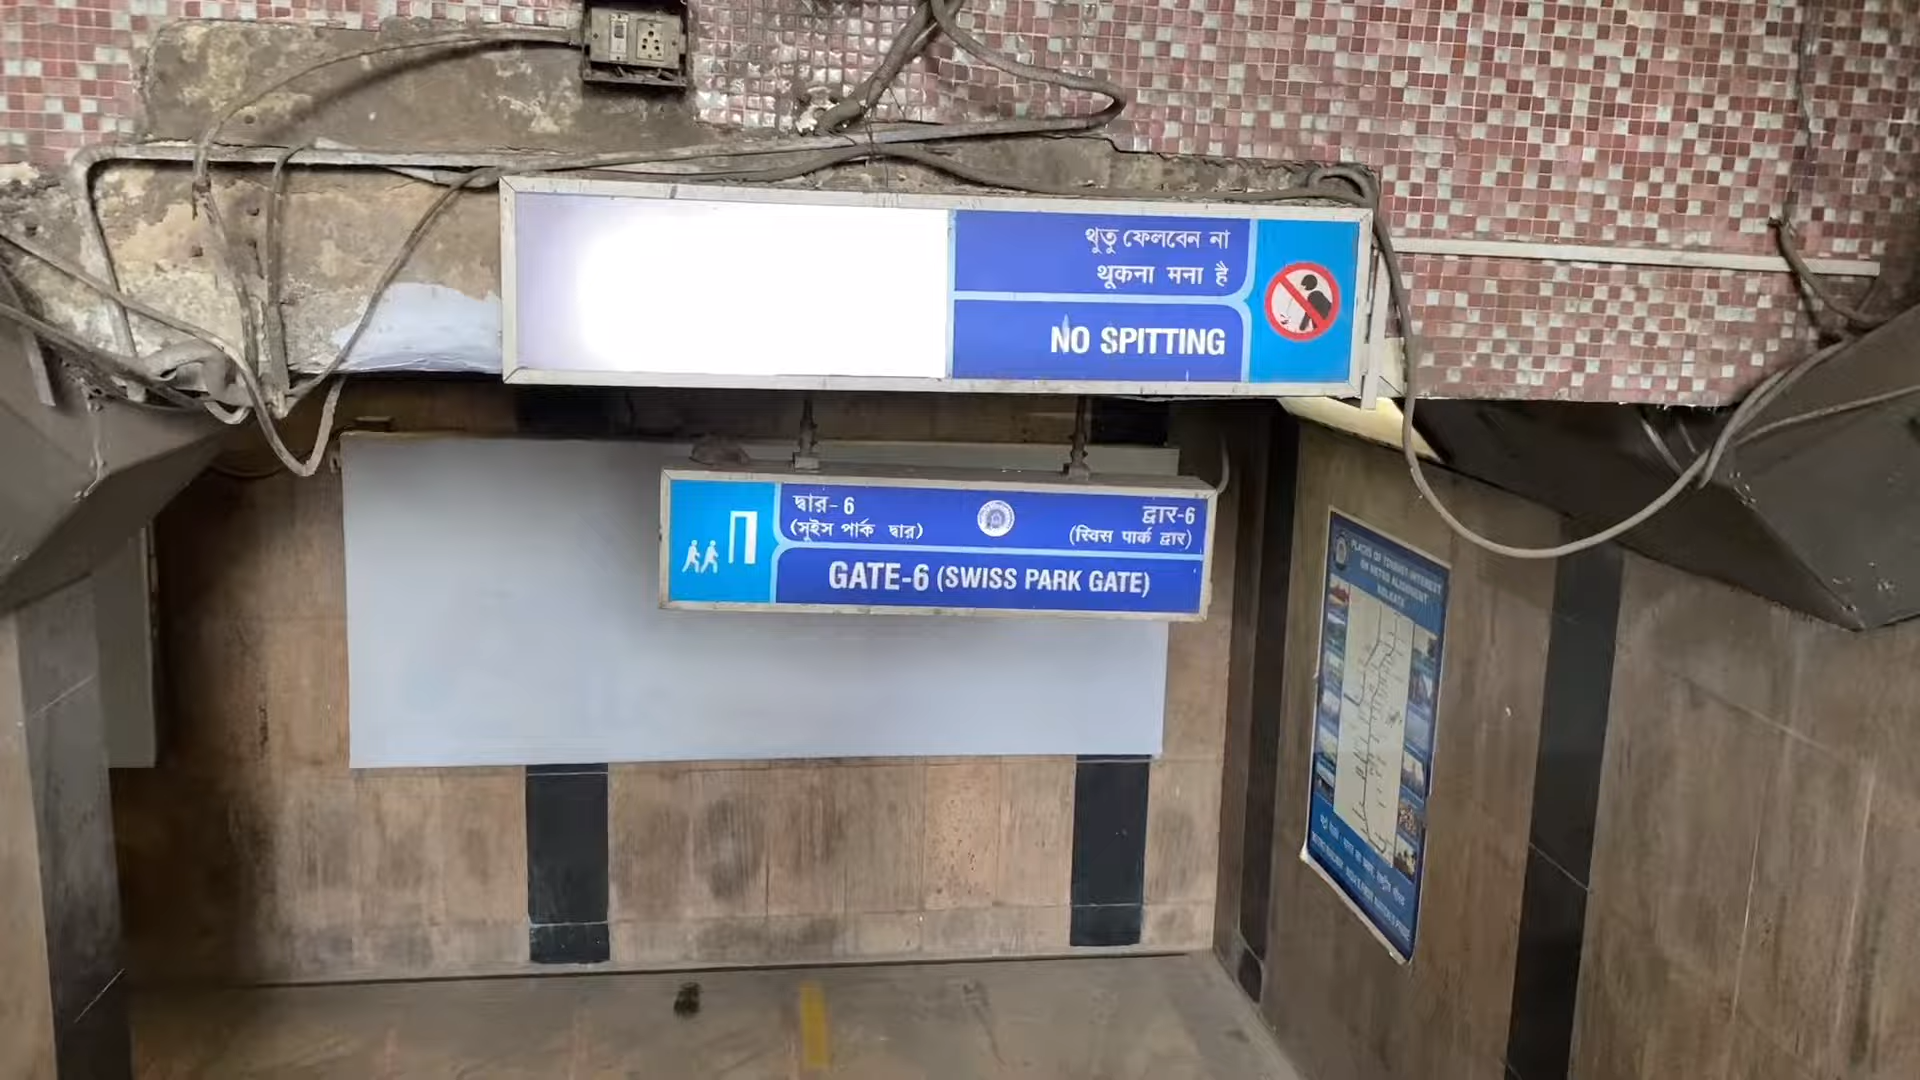 থুতু ফেলবেন না
थूकना मना है
NO SPITTING
দ্বার-6
(সুইস পার্ক দ্বার)
द्वार-6
(स्विस पार्क द्वार)
GATE-6 (SWISS PARK GATE)
PLACES OF TOURIST INTEREST
ON METRO ALIGNMENT
KOLKATA